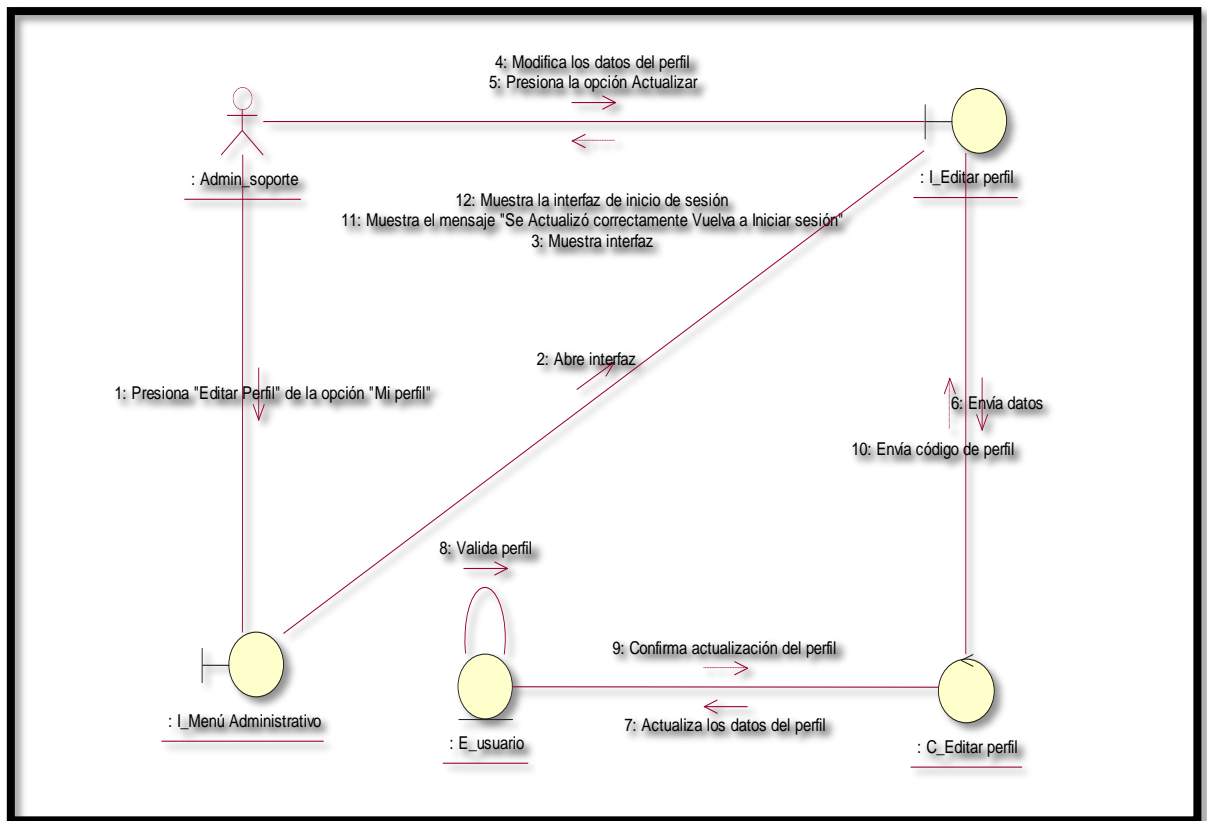 4: Modifica los datos del perfil
5: Presiona la opción Actualizar
: Admin_soporte
: I_Editar perfil
12: Muestra la interfaz de inicio de sesión
11: Muestra el mensaje "Se Actualizó correctamente Vuelva a Iniciar sesión"
3: Muestra interfaz
2: Abre interfaz
1: Presiona "Editar Perfil" de la opción "Mi perfil"
6: Envía datos
10: Envía código de perfil
8: Valida perfil
9: Confirma actualización del perfil
7: Actualiza los datos del perfil
: I_Menú Administrativo
: E_usuario
: C_Editar perfil